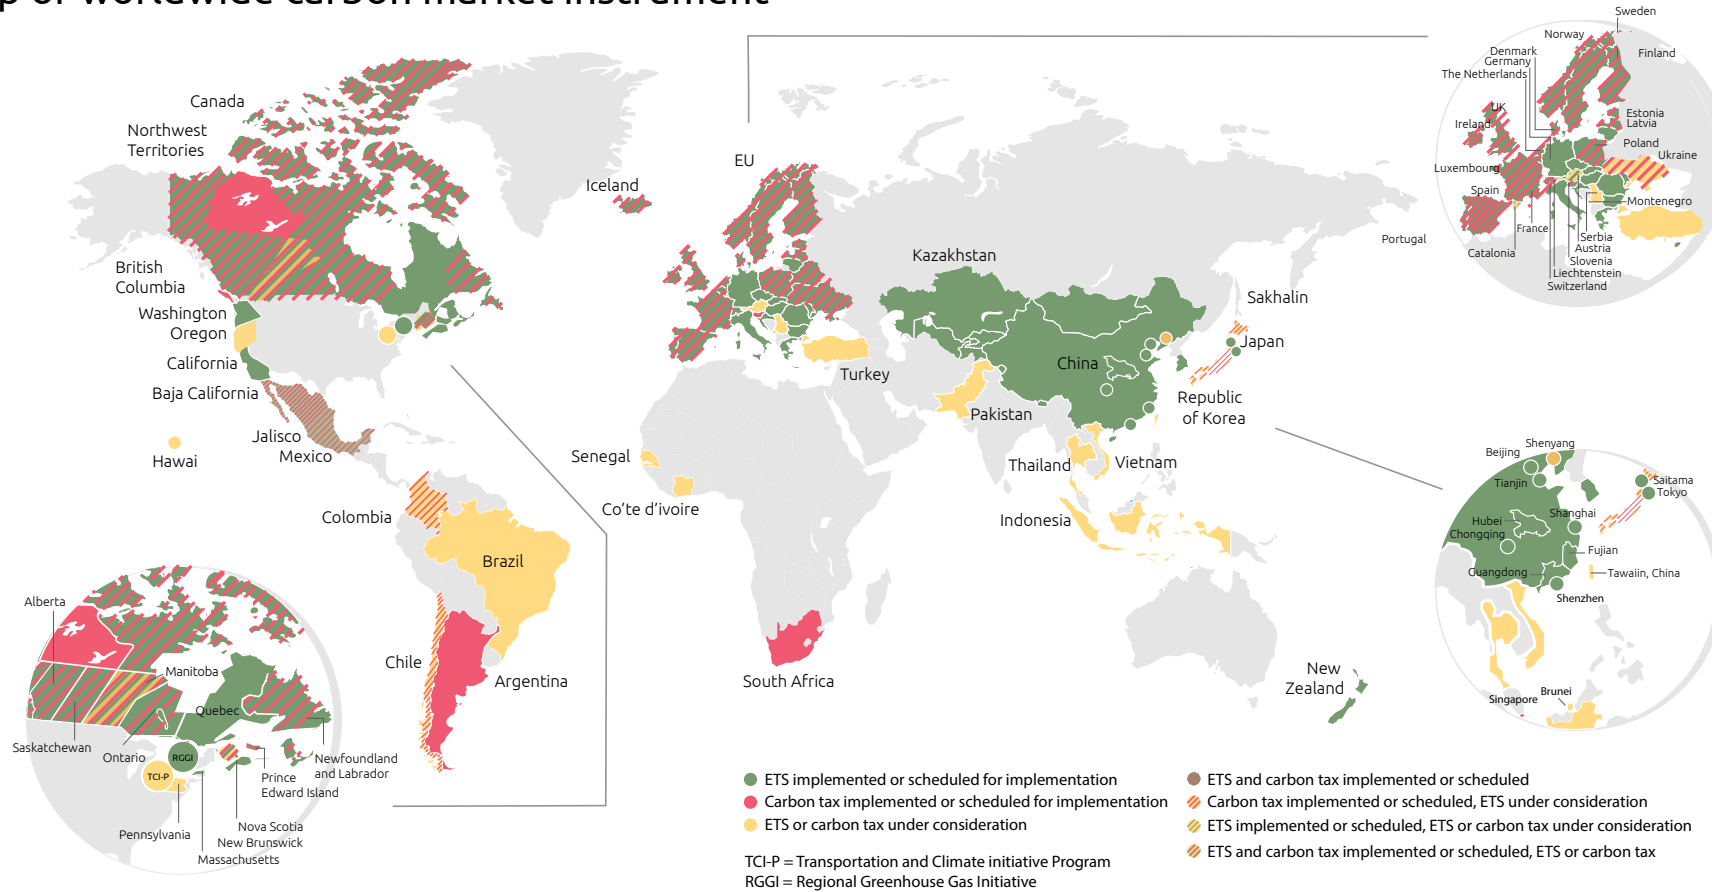 p of worldwide carbon market instrument
Canada
Northwest
Territories
British
Columbia
Washington
Oregon
California
Baja California
Jalisco
Mexico
Hawai
Iceland
EU
Kazakhstan
Turkey
China
Pakistan
Sakhalin
Japan
Republic
of Korea
Thailand
Vietnam
Indonesia
Senegal
Co'te d'ivoire
Colombia
Brazil
Chile
Argentina
South Africa
New
Zealand
Sweden
Norway
Finland
Denmark
Germany
The Netherlands
UK
Ireland
Estonia
Latvia
Poland
Ukraine
Luxembourg
Spain
Montenegro
Portugal
France
Serbia
Catalonia
Austria
Slovenia
Liechtenstein
Switzerland
Shenyang
Beijing
Tianjin
Saitama
Tokyo
Shanghai
Hubei
Chongqing
Fujian
Guangdong
Tawaiin, China
Shenzhen
Singapore
Brunei
Alberta
Manitoba
Quebec
Saskatchewan
Ontario
RGGI
TCI-P
Newfoundland
and Labrador
Prince
Edward Island
Pennsylvania
Nova Scotia
New Brunswick
Massachusetts
ETS implemented or scheduled for implementation
Carbon tax implemented or scheduled for implementation
ETS or carbon tax under consideration
TCI-P = Transportation and Climate initiative Program
RGGI = Regional Greenhouse Gas Initiative
ETS and carbon tax implemented or scheduled
Carbon tax implemented or scheduled, ETS under consideration
ETS implemented or scheduled, ETS or carbon tax under consideration
ETS and carbon tax implemented or scheduled, ETS or carbon tax